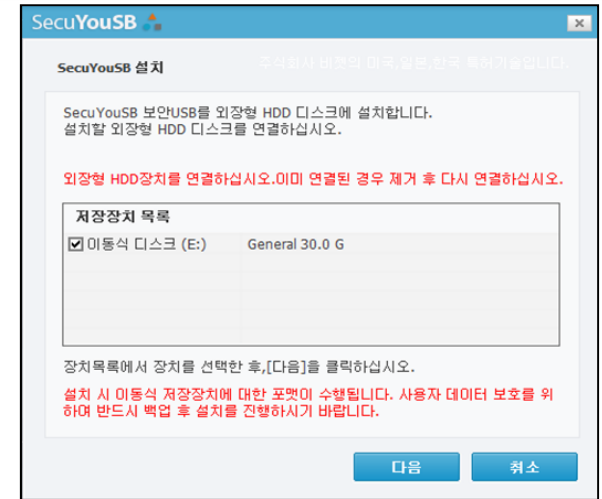 SecuYouSB
SecuYouSB 설치
주식회사 비젯의 미국,일본,한국 특허기술입니다.
SecuYouSB 보안USB를 외장형 HDD 디스크에 설치합니다.
설치할 외장형 HDD 디스크를 연결하십시오.
외장형 HDD장치를 연결하십시오.이미 연결된 경우 제거 후 다시 연결하십시오.
저장장치 목록
이동식 디스크 (E:) General 30.0 G
장치목록에서 장치를 선택한 후,[다음]을 클릭하십시오.
설치 시 이동식 저장장치에 대한 포맷이 수행됩니다. 사용자 데이터 보호를 위
하여 반드시 백업 후 설치를 진행하시기 바랍니다.
다음 취소